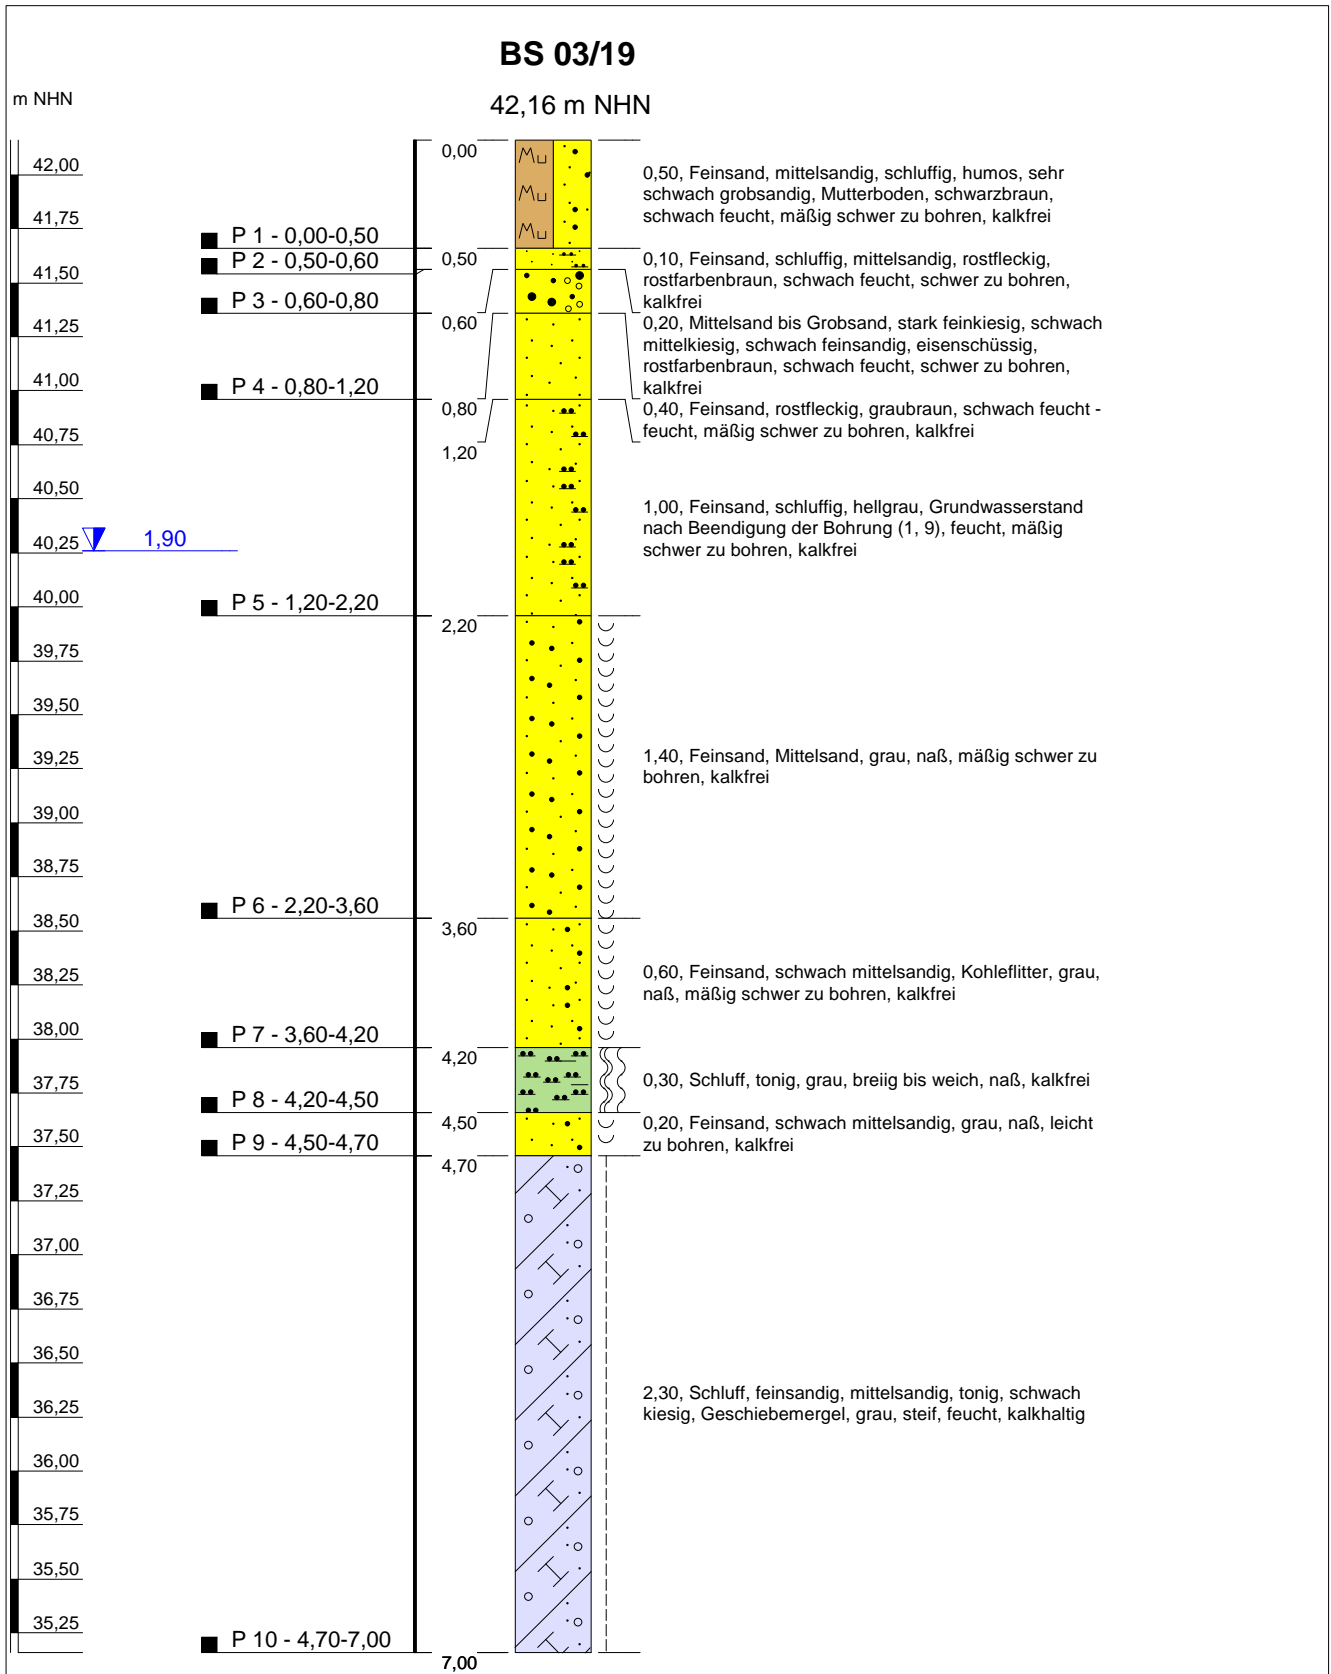 BS 03/19
42,16 m NHN
m NHN
42,00
41,75
41,50
41,25
41,00
40,75
40,50
40,25
40,00
39,75
39,50
39,25
39,00
38,75
38,50
38,25
38,00
37,75
37,50
37,25
37,00
36,75
36,50
36,25
36,00
35,75
35,50
35,25
1,90
P 1 - 0,00-0,50
P 2 - 0,50-0,60
P 3 - 0,60-0,80
P 4 - 0,80-1,20
P 5 - 1,20-2,20
P 6 - 2,20-3,60
P 7 - 3,60-4,20
P 8 - 4,20-4,50
P 9 - 4,50-4,70
P 10 - 4,70-7,00
0,00
0,50
0,60
0,80
1,20
2,20
3,60
4,20
4,50
4,70
7,00
Mu
Mu
Mu
0,50, Feinsand, mittelsandig, schluffig, humos, sehr
schwach grobsandig, Mutterboden, schwarzbraun,
schwach feucht, mäßig schwer zu bohren, kalkfrei
0,10, Feinsand, schluffig, mittelsandig, rostfleckig,
rostfarbenbraun, schwach feucht, schwer zu bohren,
kalkfrei
0,20, Mittelsand bis Grobsand, stark feinkiesig, schwach
mittelkiesig, schwach feinsandig, eisenschüssig,
rostfarbenbraun, schwach feucht, schwer zu bohren,
kalkfrei
0,40, Feinsand, rostfleckig, graubraun, schwach feucht -
feucht, mäßig schwer zu bohren, kalkfrei
1,00, Feinsand, schluffig, hellgrau, Grundwasserstand
nach Beendigung der Bohrung (1, 9), feucht, mäßig
schwer zu bohren, kalkfrei
1,40, Feinsand, Mittelsand, grau, naß, mäßig schwer zu
bohren, kalkfrei
0,60, Feinsand, schwach mittelsandig, Kohleflitter, grau,
naß, mäßig schwer zu bohren, kalkfrei
0,30, Schluff, tonig, grau, breiig bis weich, naß, kalkfrei
0,20, Feinsand, schwach mittelsandig, grau, naß, leicht
zu bohren, kalkfrei
2,30, Schluff, feinsandig, mittelsandig, tonig, schwach
kiesig, Geschiebemergel, grau, steif, feucht, kalkhaltig